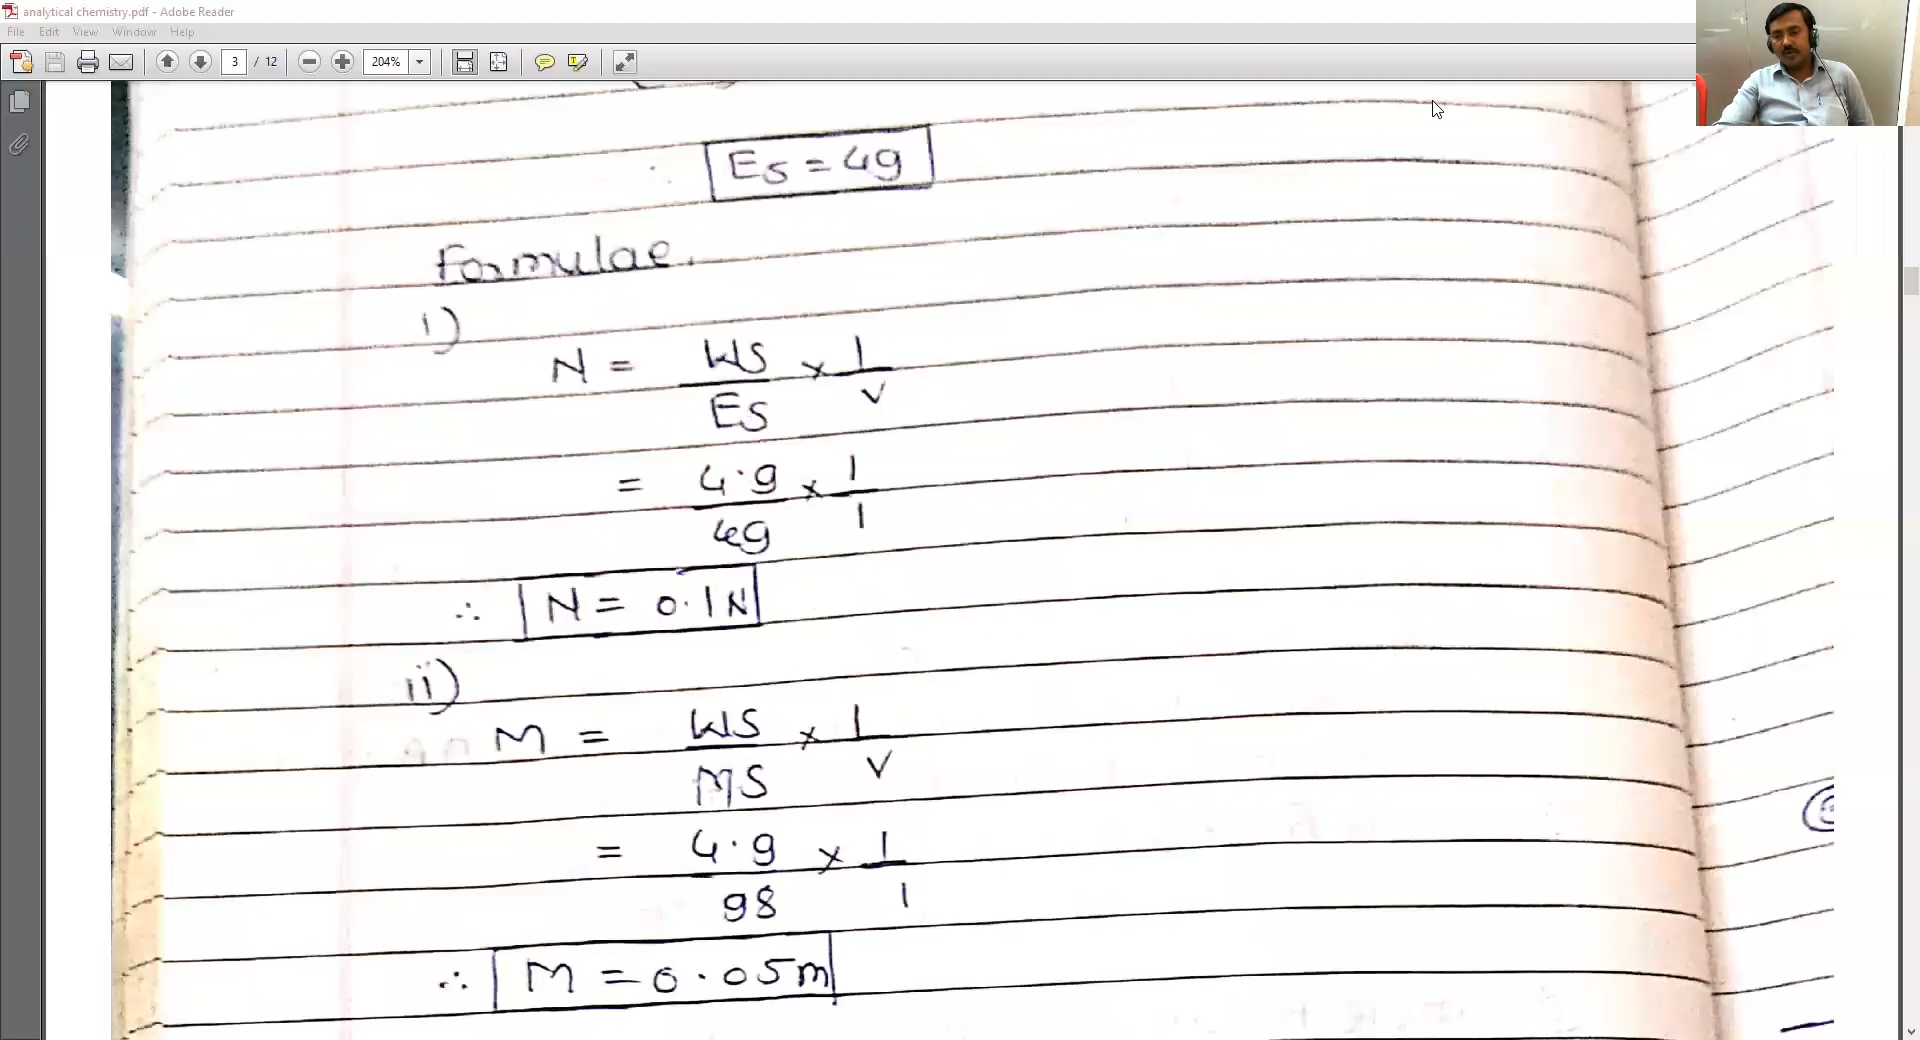 analytical chemistry.pdf - Adobe Reader
File Edit View Window Help
3 / 12 204%
Es = 49
Formulae.
i)
N = WS/ES × 1/V
= 4.9/49 × 1/1
∴ N = 0.1N
ii)
M = WS/MS × 1/V
= 4.9/98 × 1/1
∴ M = 0.05m